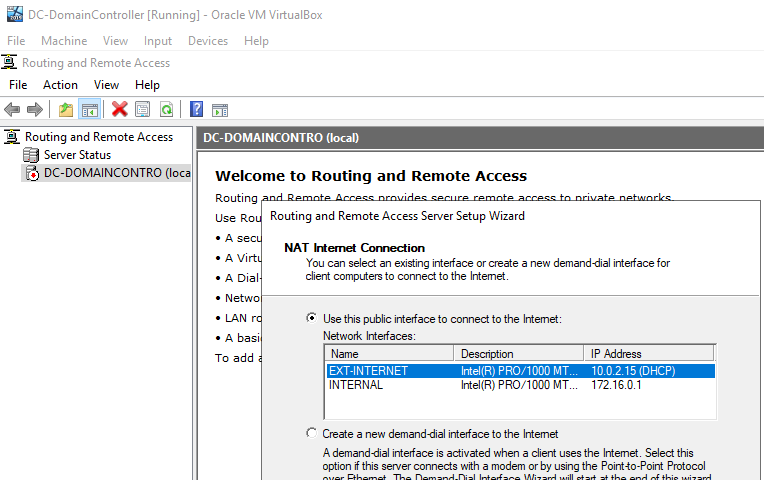 DC-DomainController [Running] - Oracle VM VirtualBox
File Machine View Input Devices Help
Routing and Remote Access
File Action View Help
Routing and Remote Access
Server Status
DC-DOMAINCONTRO (loca
DC-DOMAINCONTRO (local)
Welcome to Routing and Remote Access
Routing and Remote Access provides secure remote access to private networks.
Use Rou
• A secu
• A Virtu
• A Dial-
• Netwo
• LAN ro
• A basi
To add a
Routing and Remote Access Server Setup Wizard
NAT Internet Connection
You can select an existing interface or create a new demand-dial interface for
client computers to connect to the Internet.
Use this public interface to connect to the Internet:
Network Interfaces:
Name Description IP Address
EXT-INTERNET Intel(R) PRO/1000 MT... 10.0.2.15 (DHCP)
INTERNAL Intel(R) PRO/1000 MT... 172.16.0.1
Create a new demand-dial interface to the Internet
A demand-dial interface is activated when a client uses the Internet. Select this
option if this server connects with a modem or by using the Point-to-Point Protocol
over Ethernet. The Demand-Dial Interface Wizard will start at the end of this wizard